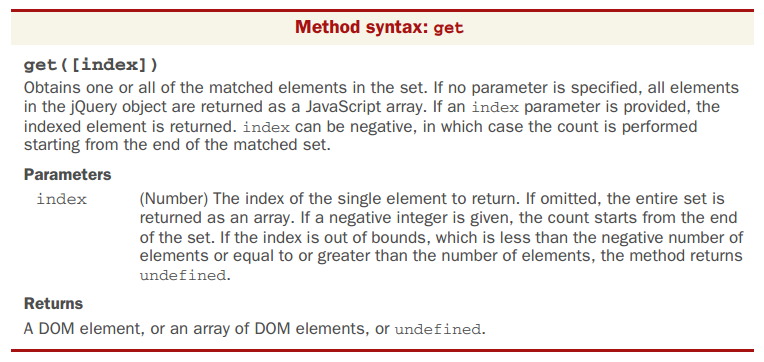 Method syntax: get
get([index])
Obtains one or all of the matched elements in the set. If no parameter is specified, all elements
in the jQuery object are returned as a JavaScript array. If an index parameter is provided, the
indexed element is returned. index can be negative, in which case the count is performed
starting from the end of the matched set.
Parameters
index (Number) The index of the single element to return. If omitted, the entire set is
returned as an array. If a negative integer is given, the count starts from the end
of the set. If the index is out of bounds, which is less than the negative number of
elements or equal to or greater than the number of elements, the method returns
undefined.
Returns
A DOM element, or an array of DOM elements, or undefined.